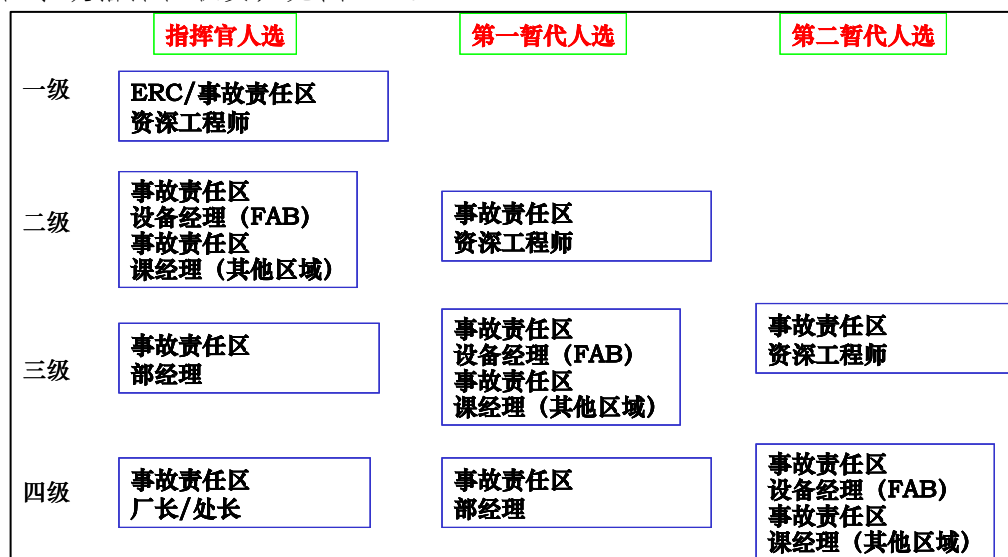 指挥官人选
第一暂代人选
第二暂代人选
一级
ERC/事故责任区
资深工程师
二级
事故责任区
设备经理（FAB）
事故责任区
课经理（其他区域）
事故责任区
资深工程师
三级
事故责任区
部经理
事故责任区
设备经理（FAB）
事故责任区
课经理（其他区域）
事故责任区
资深工程师
四级
事故责任区
厂长/处长
事故责任区
部经理
事故责任区
设备经理（FAB）
事故责任区
课经理（其他区域）